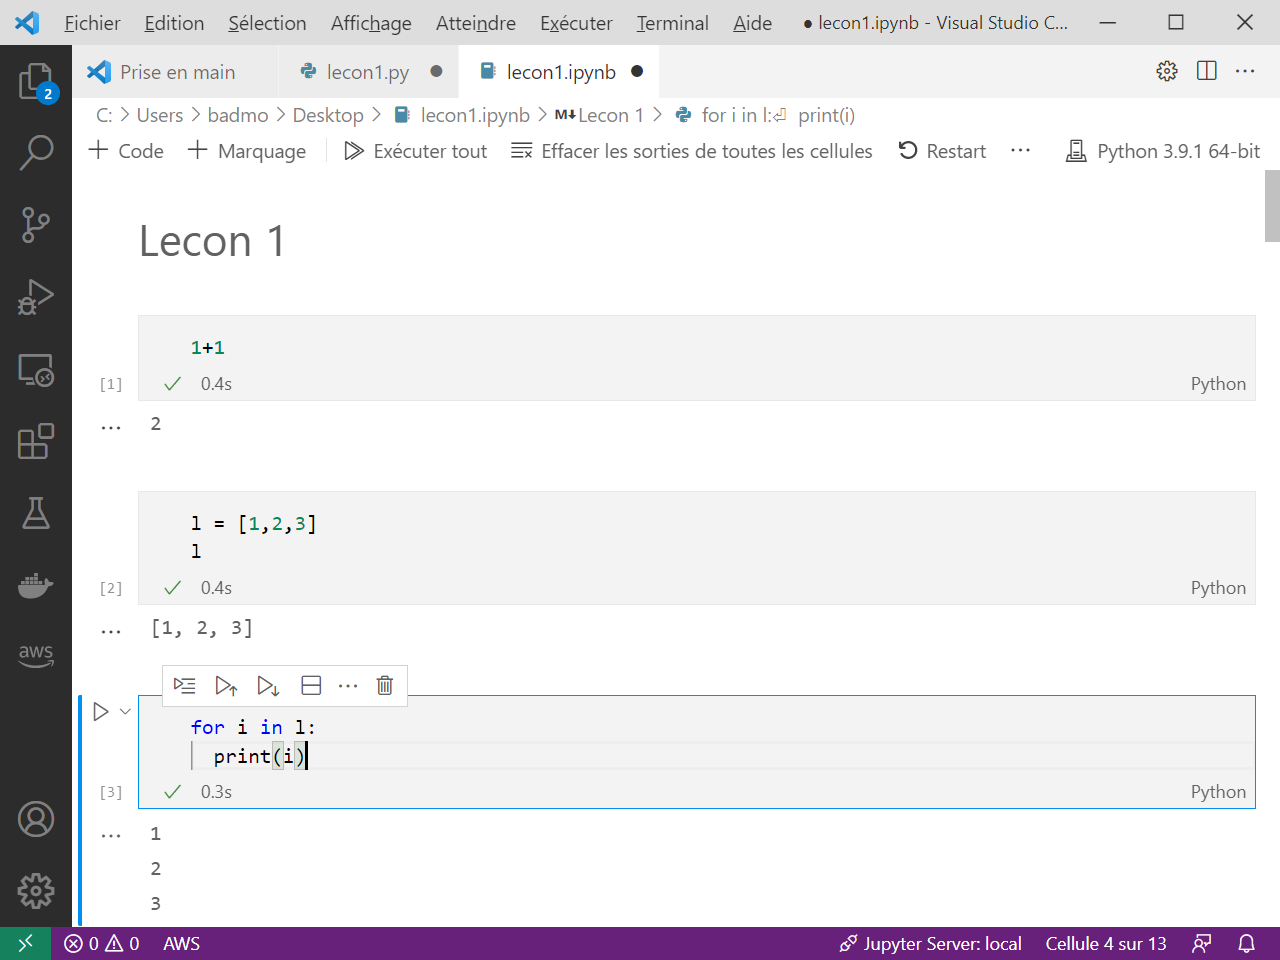 Fichier Edition Sélection Affichage Atteindre Exécuter Terminal Aide ● lecon1.ipynb - Visual Studio C...
Prise en main lecon1.py ● lecon1.ipynb ●
C: > Users > badmo > Desktop > lecon1.ipynb > M↓Lecon 1 > for i in l:⏎ print(i)
+ Code + Marquage Exécuter tout Effacer les sorties de toutes les cellules Restart ... Python 3.9.1 64-bit
2
Lecon 1
1+1
[1] ✓ 0.4s Python
... 2
l = [1,2,3]
l
[2] ✓ 0.4s Python
... [1, 2, 3]
aws
for i in l:
print(i)
[3] ✓ 0.3s Python
... 1
2
3
0 0 AWS Jupyter Server: local Cellule 4 sur 13